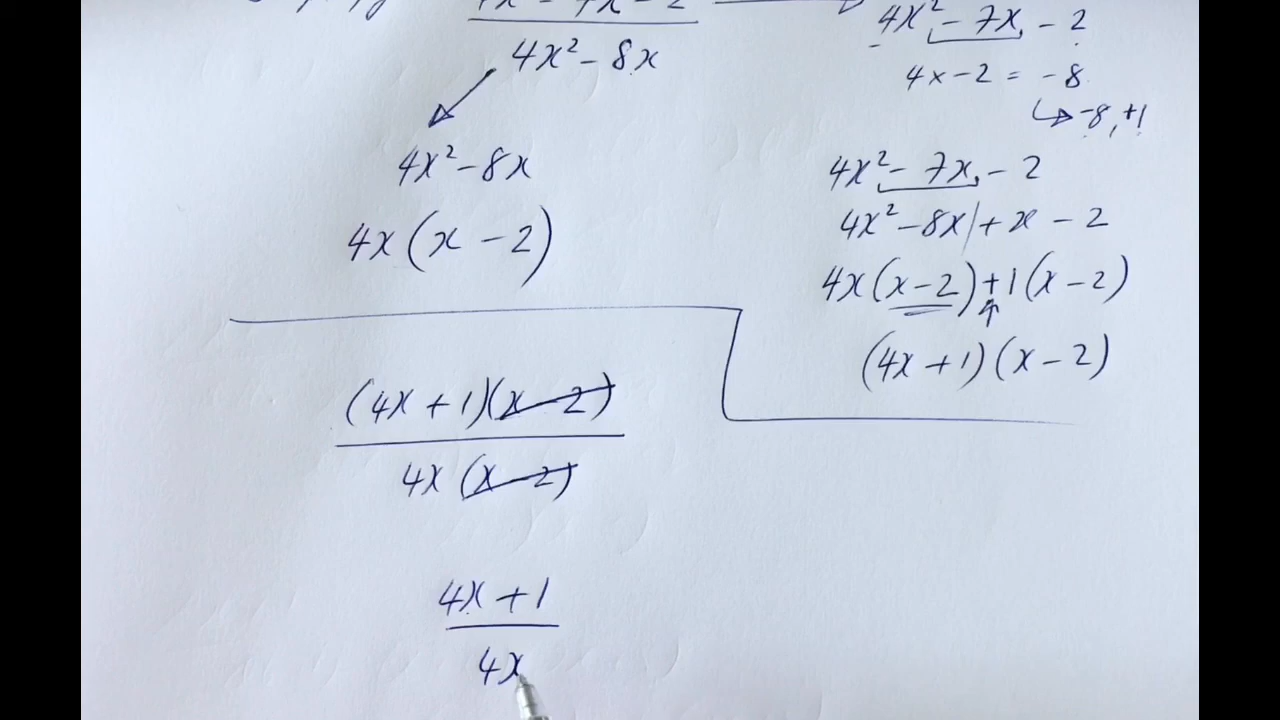 4x² - 8x
4x² - 8x
4x(x - 2)
4x² - 7x - 2
4 x -2 = -8
↳ -8, +1
4x² - 7x - 2
4x² - 8x + x - 2
4x(x - 2) + 1(x - 2)
(4x + 1)(x - 2)
(4x + 1)(x - 2)
4x(x - 2)
4x + 1
4x